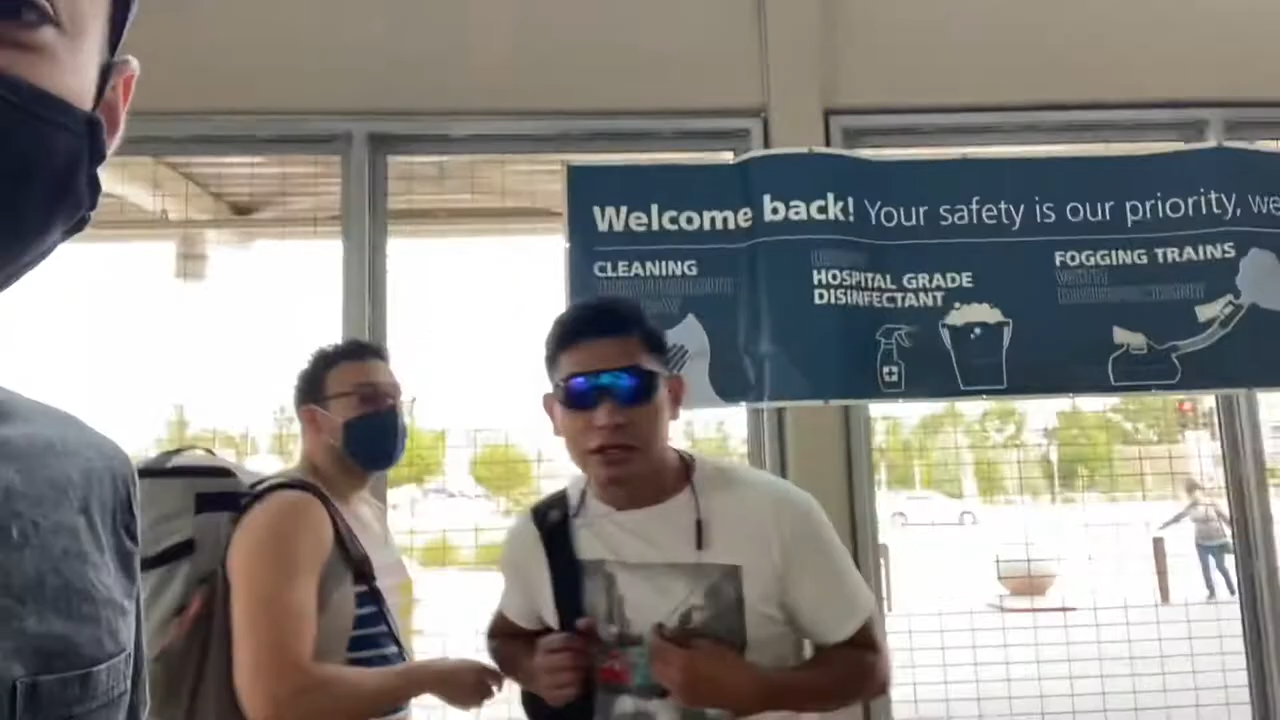 Welcome back! Your safety is our priority, we
CLEANING
HOSPITAL GRADE
DISINFECTANT
FOGGING TRAINS